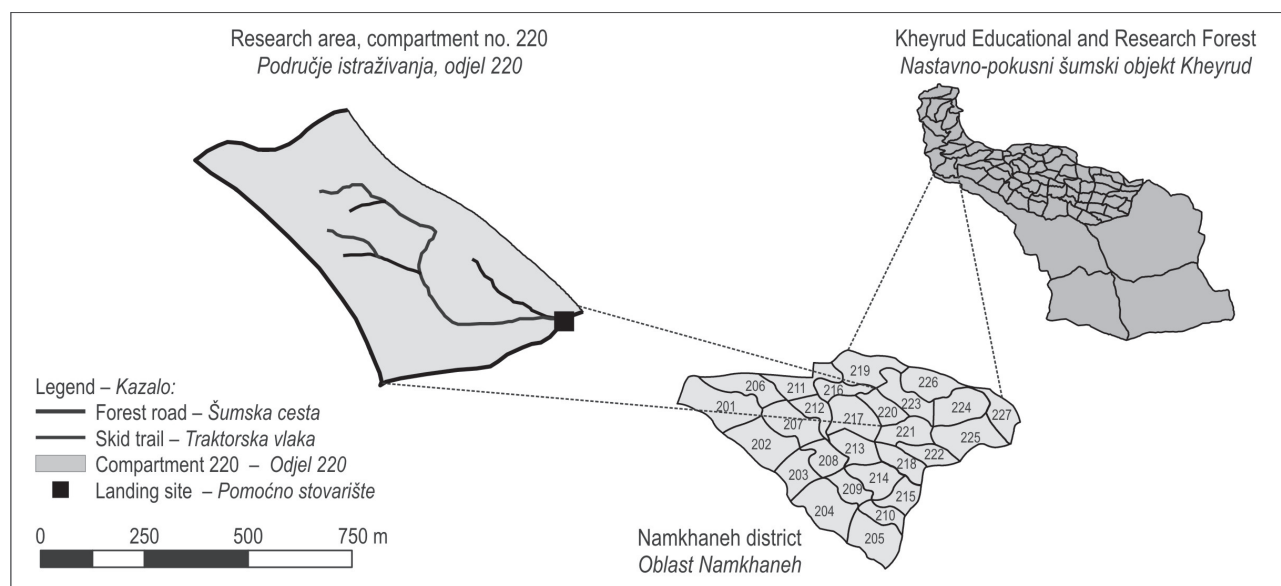 Research area, compartment no. 220
Područje istraživanja, odjel 220
Kheyrud Educational and Research Forest
Nastavno-pokusni šumski objekt Kheyrud
Legend – Kazalo:
Forest road – Šumska cesta
Skid trail – Traktorska vlaka
Compartment 220 – Odjel 220
Landing site – Pomoćno stovarište
0 250 500 750 m
219
206 211 216 226
201 212 220 223 224 227
207 217 221 225
202 213 222
208 218
203 214
209 215
204 210
205
Namkhaneh district
Oblast Namkhaneh